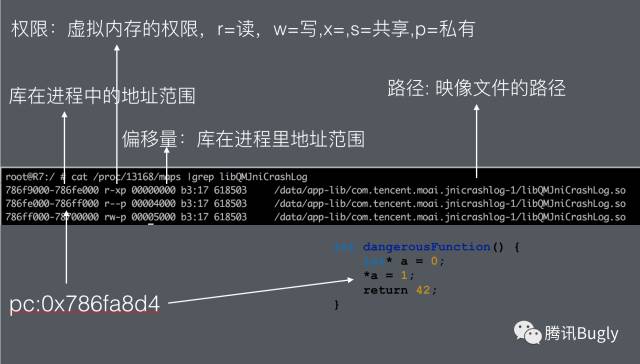 权限：虚拟内存的权限，r=读，w=写,x=,s=共享,p=私有
库在进程中的地址范围
路径: 映像文件的路径
偏移量：库在进程里地址范围
root@R7:/ # cat /proc/13168/maps |grep libQMJniCrashLog
786f9000-786fe000 r-xp 00000000 b3:17 618503 /data/app-lib/com.tencent.moai.jnicrashlog-1/libQMJniCrashLog.so
786fe000-786ff000 r--p 00004000 b3:17 618503 /data/app-lib/com.tencent.moai.jnicrashlog-1/libQMJniCrashLog.so
786ff000-78700000 rw-p 00005000 b3:17 618503 /data/app-lib/com.tencent.moai.jnicrashlog-1/libQMJniCrashLog.so
int dangerousFunction() {
int* a = 0;
*a = 1;
return 42;
}
pc:0x786fa8d4
腾讯Bugly